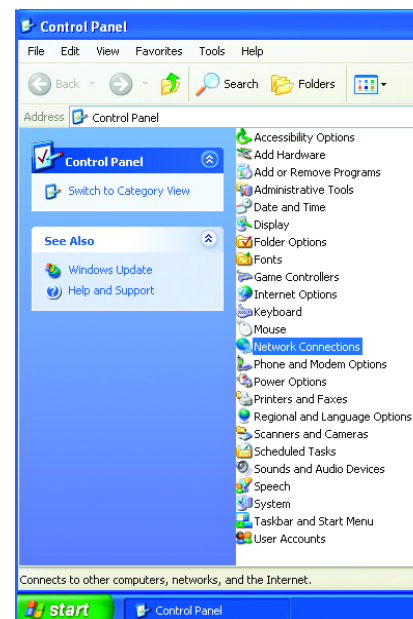 Control Panel
File Edit View Favorites Tools Help
Back Search Folders
Address Control Panel
Control Panel
Switch to Category View
See Also
Windows Update
Help and Support
Accessibility Options
Add Hardware
Add or Remove Programs
Administrative Tools
Date and Time
Display
Folder Options
Fonts
Game Controllers
Internet Options
Keyboard
Mouse
Network Connections
Phone and Modem Options
Power Options
Printers and Faxes
Regional and Language Options
Scanners and Cameras
Scheduled Tasks
Sounds and Audio Devices
Speech
System
Taskbar and Start Menu
User Accounts
Connects to other computers, networks, and the Internet.
start Control Panel